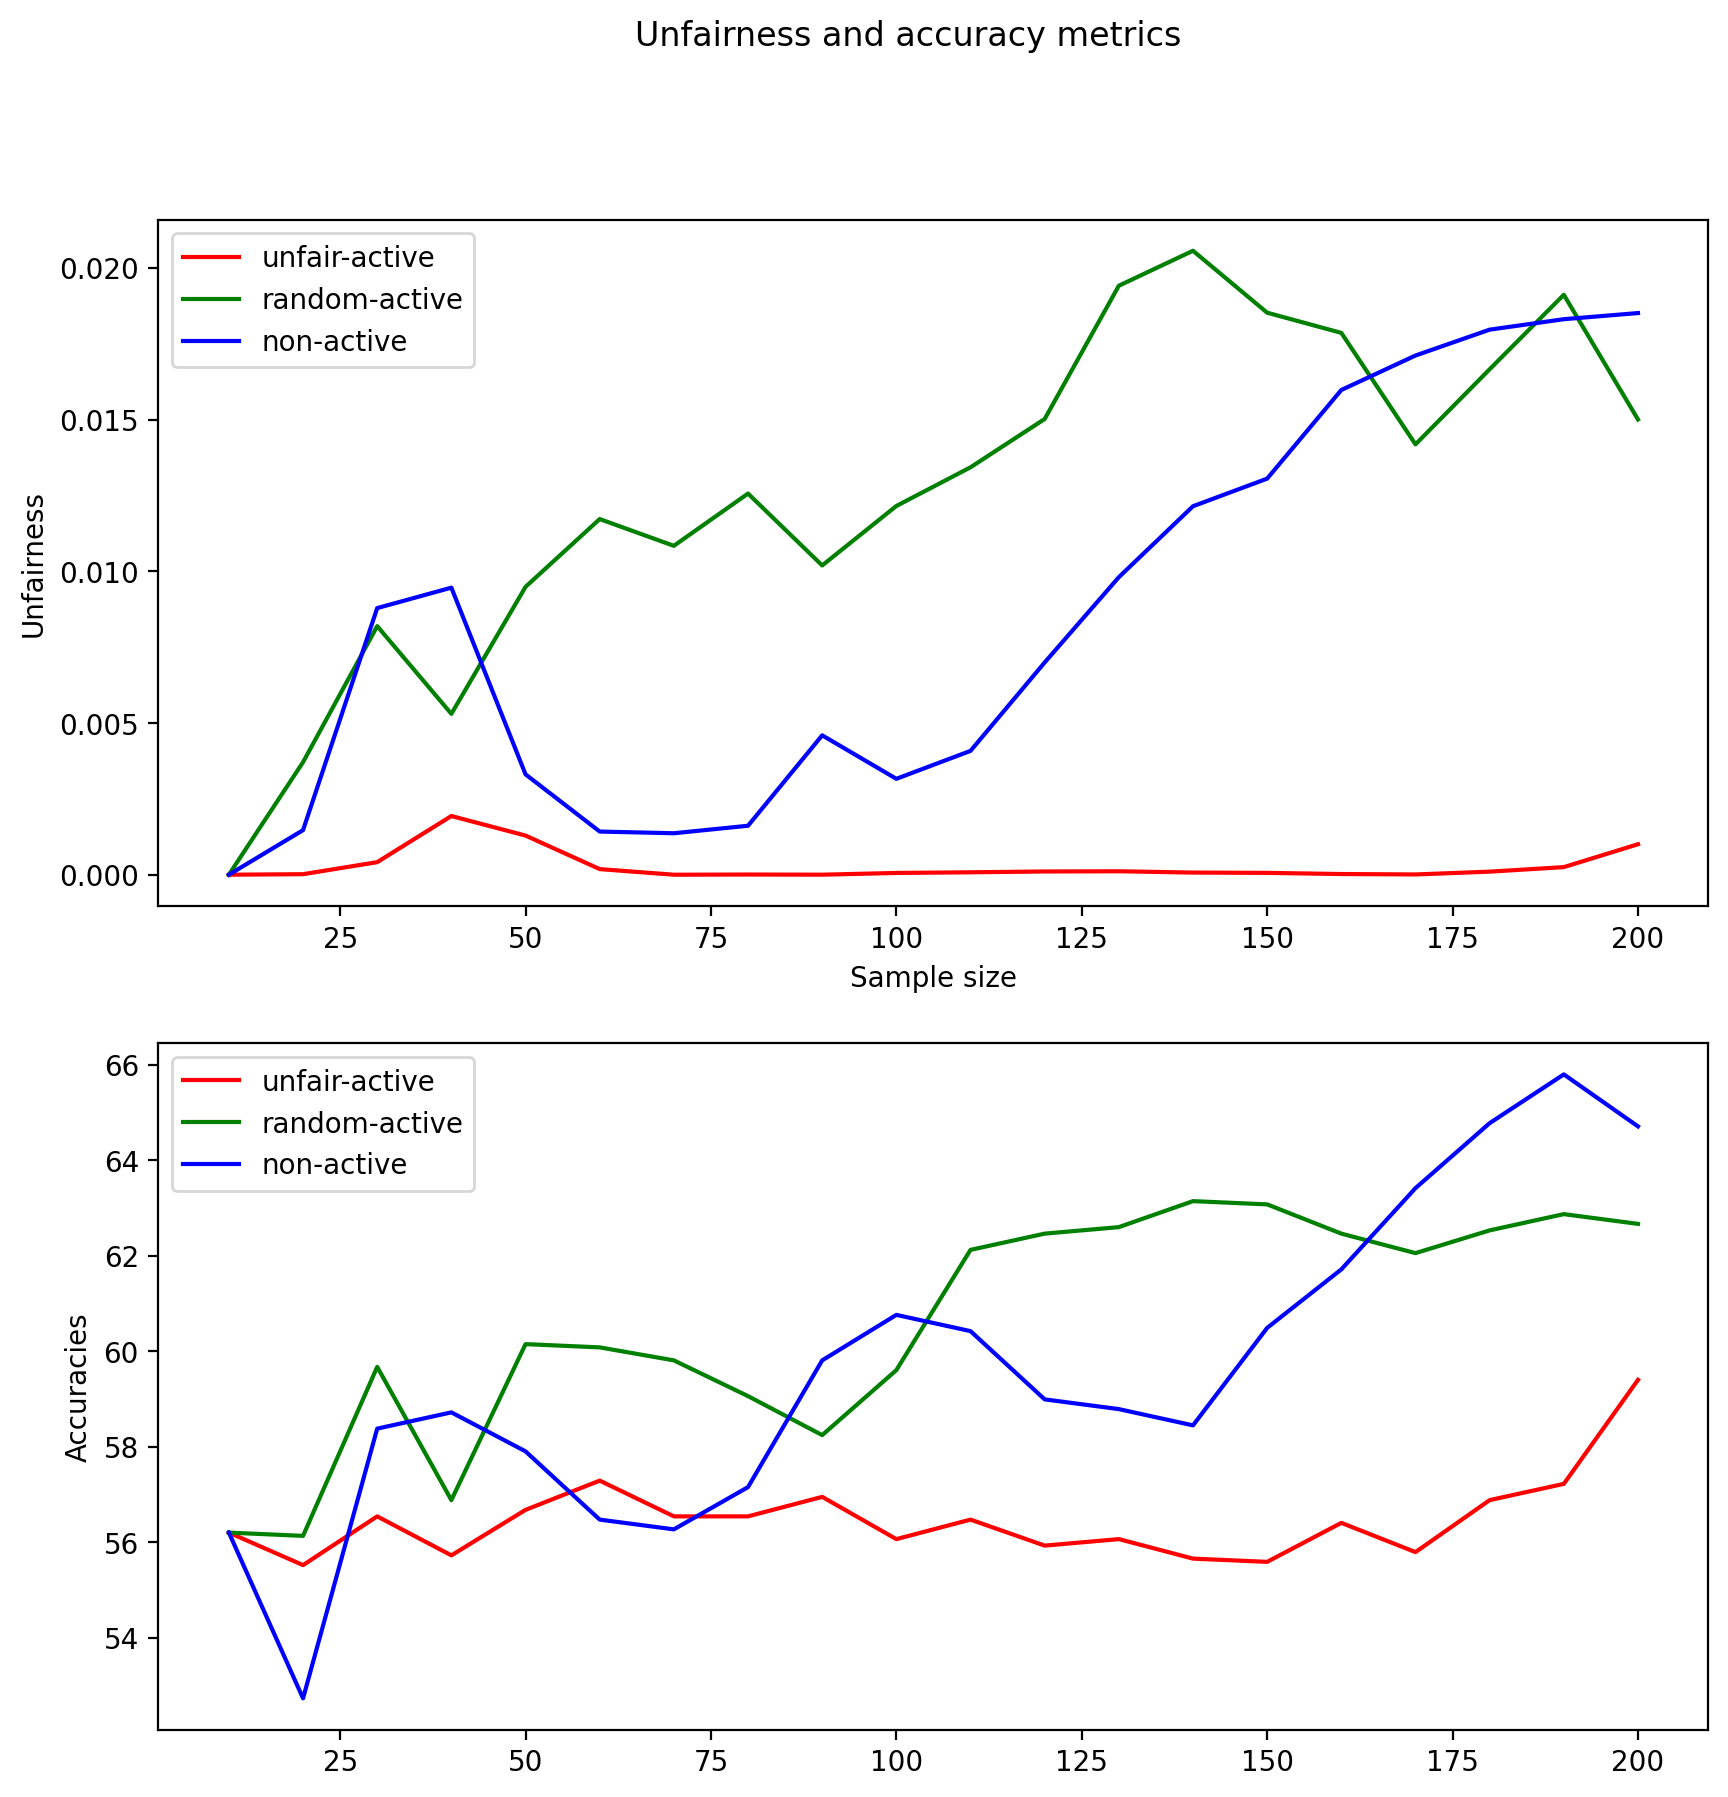 Unfairness and accuracy metrics
unfair-active
random-active
non-active
0.020
0.015
0.010
0.005
0.000
Unfairness
25 50 75 100 125 150 175 200
Sample size
unfair-active
random-active
non-active
66
64
62
60
58
56
54
Accuracies
25 50 75 100 125 150 175 200